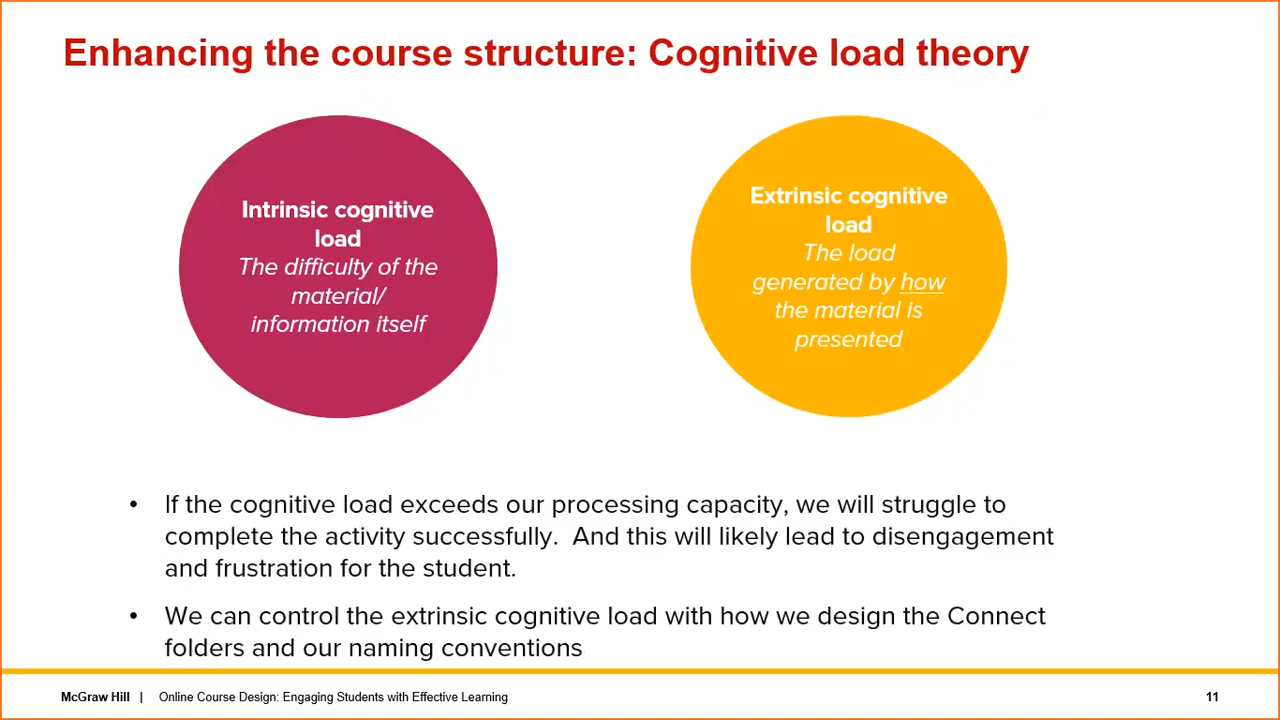 Enhancing the course structure: Cognitive load theory
Intrinsic cognitive
load
The difficulty of the
material/
information itself
Extrinsic cognitive
load
The load
generated by how
the material is
presented
• If the cognitive load exceeds our processing capacity, we will struggle to
complete the activity successfully.  And this will likely lead to disengagement
and frustration for the student.
• We can control the extrinsic cognitive load with how we design the Connect
folders and our naming conventions
McGraw Hill | Online Course Design: Engaging Students with Effective Learning 11